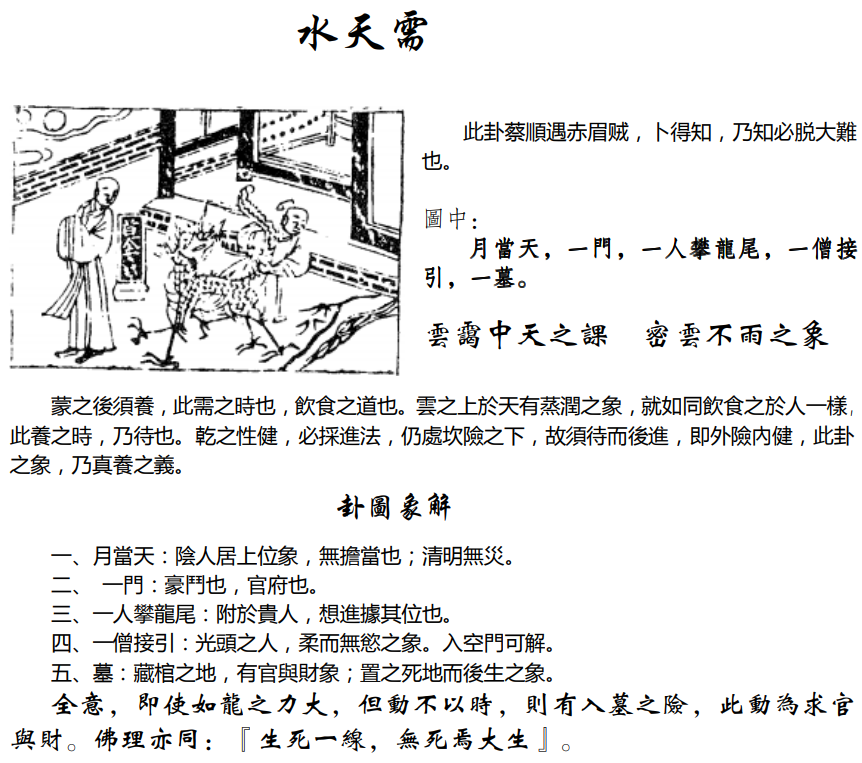 水天需
此卦蔡順遇赤眉贼，卜得知，乃知必脱大難
也。
圖中：
月當天，一門，一人攀龍尾，一僧接
引，一墓。
雲靄中天之課　密雲不雨之象
蒙之後須養，此需之時也，飲食之道也。雲之上於天有蒸潤之象，就如同飲食之於人一樣，
此養之時，乃待也。乾之性健，必採進法，仍處坎險之下，故須待而後進，即外險內健，此卦
之象，乃真養之義。
卦圖象解
一、月當天：陰人居上位象，無擔當也；清明無災。
二、 一門：豪鬥也，官府也。
三、一人攀龍尾：附於貴人，想進據其位也。
四、一僧接引：光頭之人，柔而無慾之象。入空門可解。
五、墓：藏棺之地，有官與財象；置之死地而後生之象。
全意，即使如龍之力大，但動不以時，則有入墓之險，此動為求官
與財。佛理亦同：『生死一線，無死焉大生』。